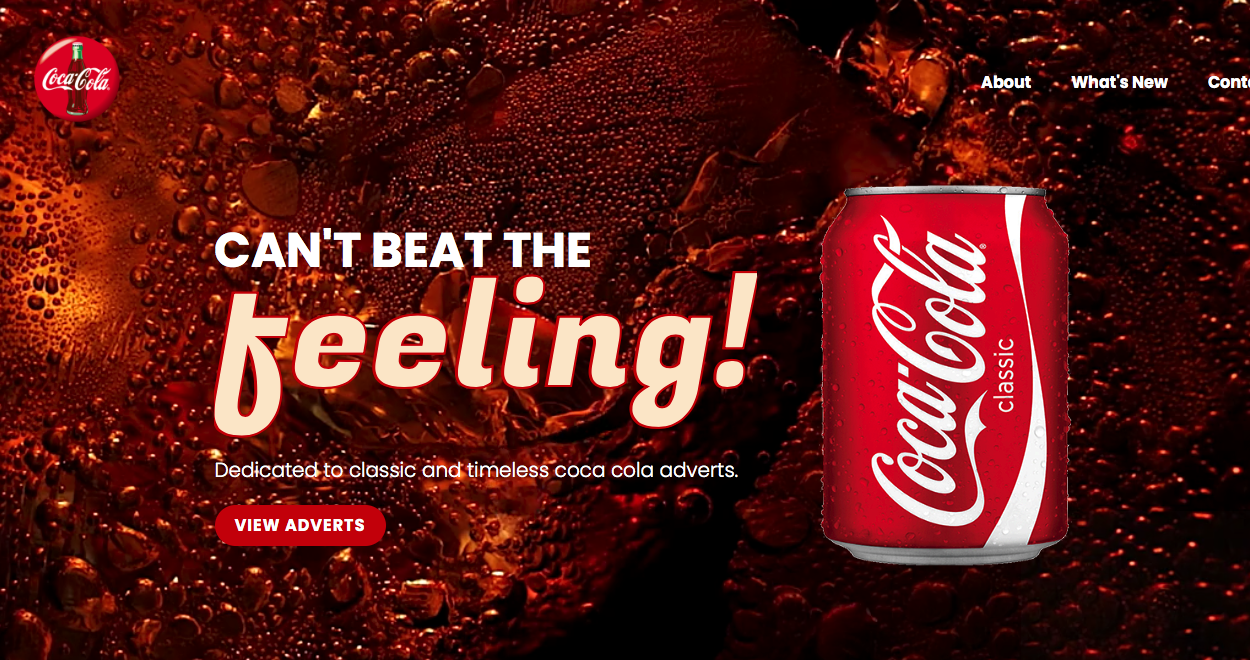 Coca-Cola
About What's New
CAN'T BEAT THE
feeling!
Dedicated to classic and timeless coca cola adverts.
VIEW ADVERTS
Coca-Cola
classic